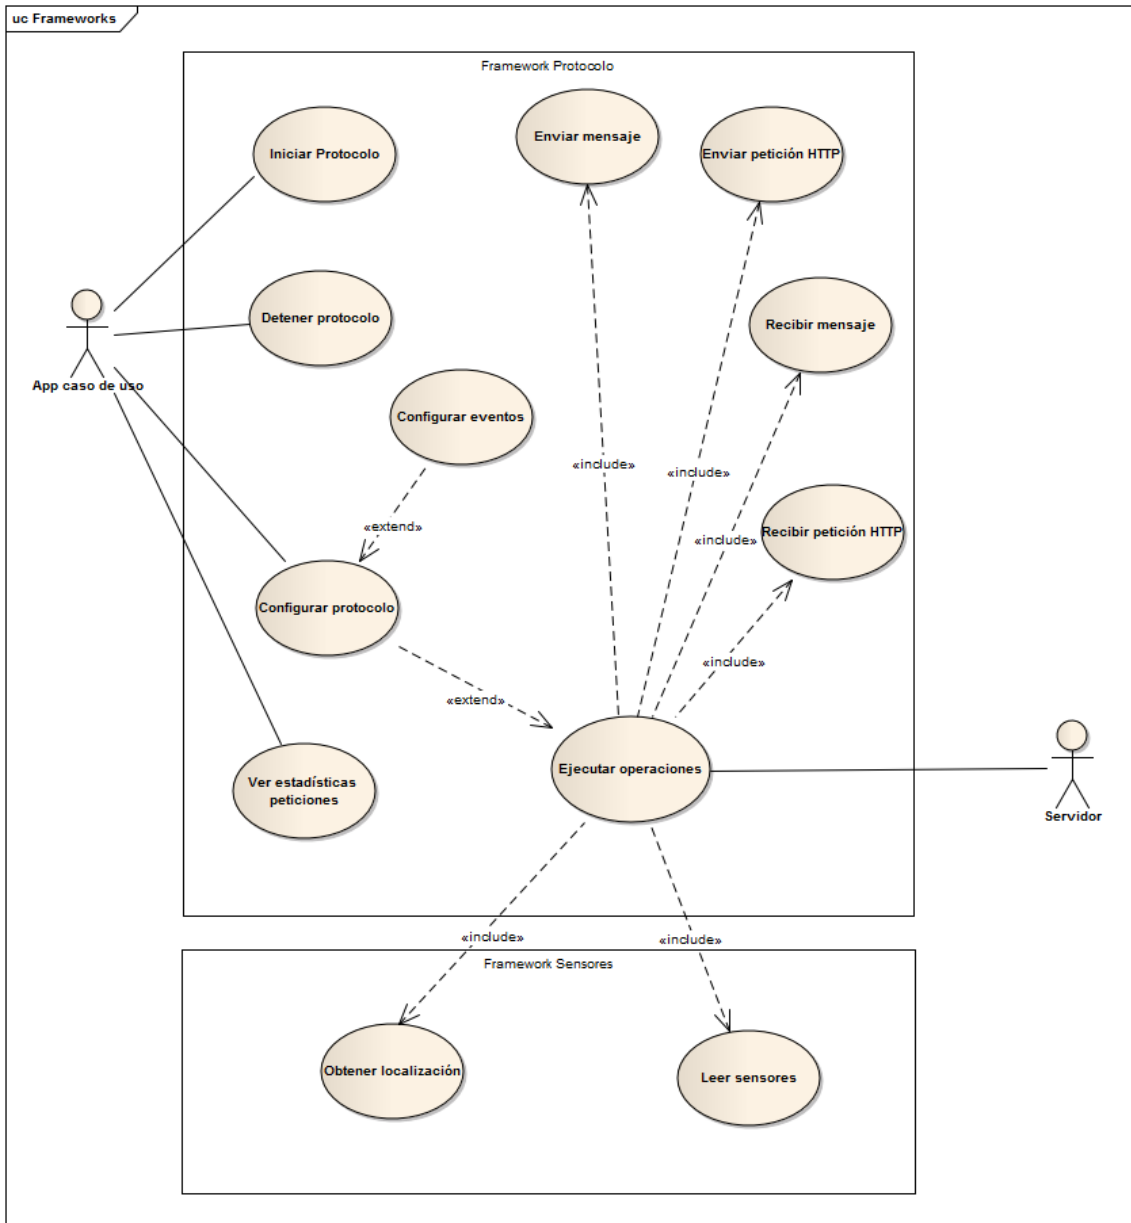 uc Frameworks
Framework Protocolo
Iniciar Protocolo
Enviar mensaje
Enviar petición HTTP
Detener protocolo
Recibir mensaje
App caso de uso
Configurar eventos
«include»
«include»
«extend»
«include»
Recibir petición HTTP
Configurar protocolo
«include»
«extend»
Ejecutar operaciones
Ver estadísticas
peticiones
Servidor
«include»
«include»
Framework Sensores
Obtener localización
Leer sensores